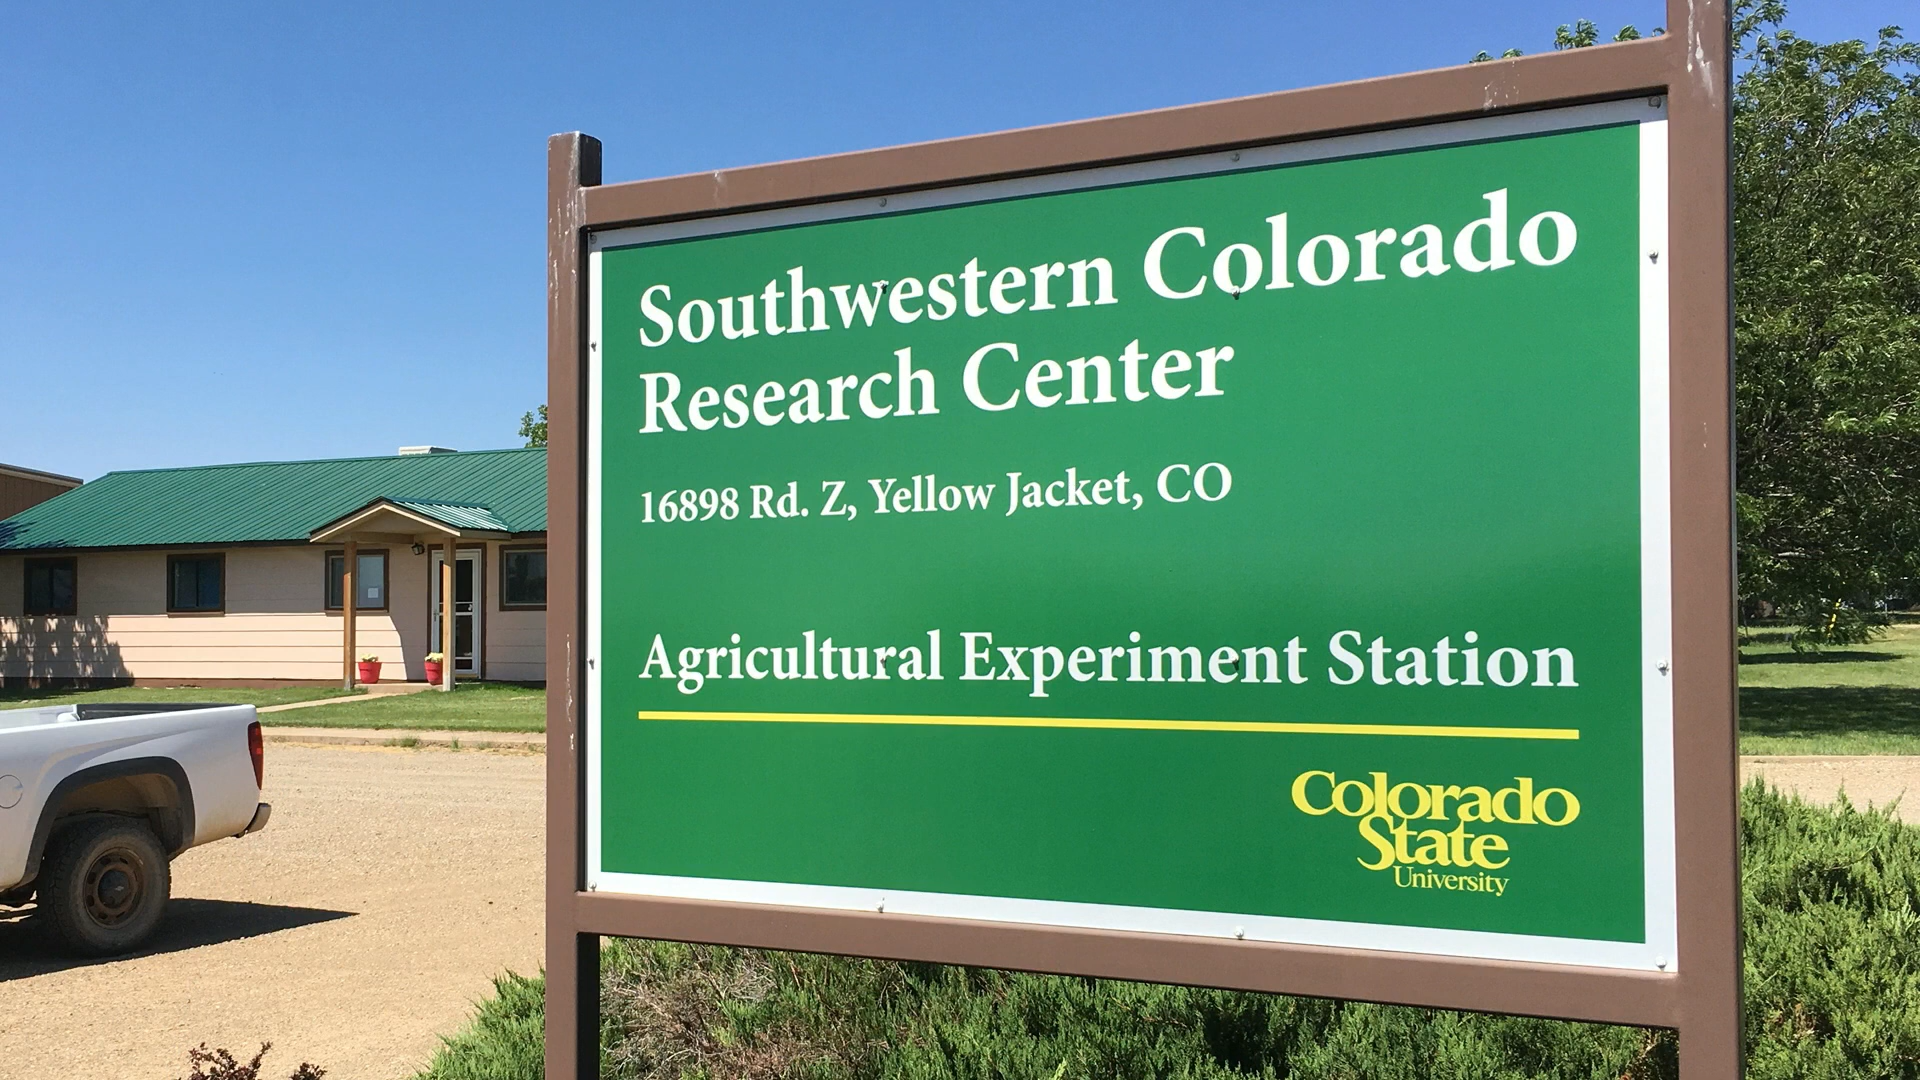 Southwestern Colorado
Research Center
16898 Rd. Z, Yellow Jacket, CO
Agricultural Experiment Station
Colorado
State
University